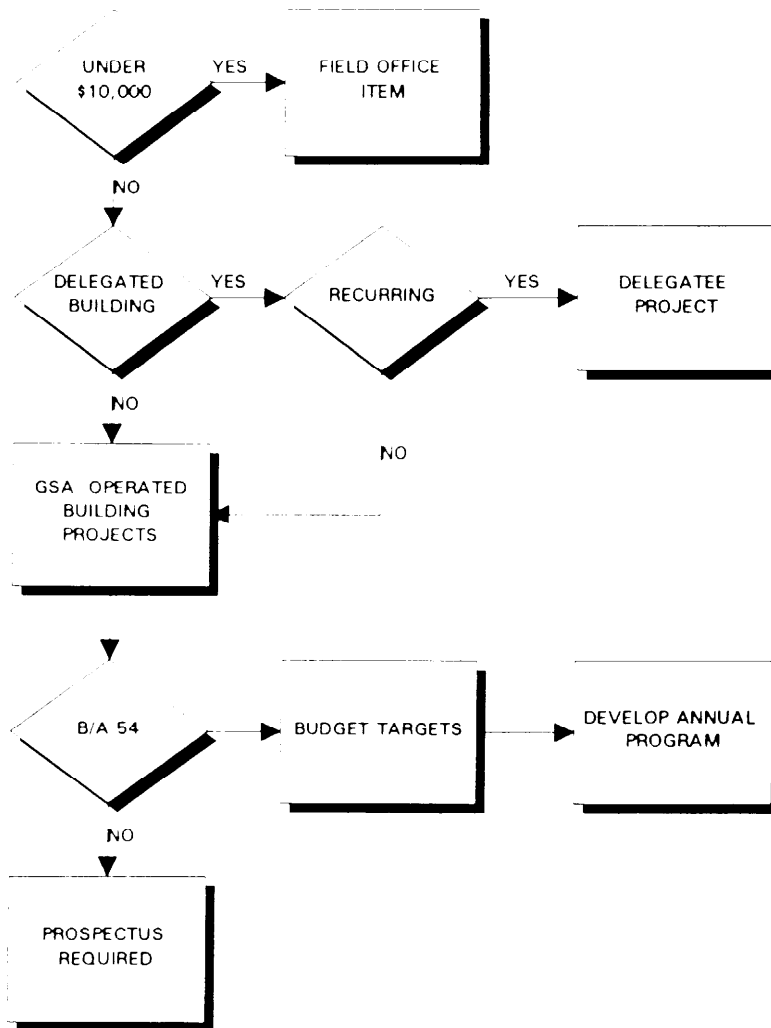 UNDER
$10,000
YES
FIELD OFFICE
ITEM
NO
DELEGATED
BUILDING
YES
RECURRING
YES
DELEGATEE
PROJECT
NO
NO
GSA OPERATED
BUILDING
PROJECTS
B/A 54
BUDGET TARGETS
DEVELOP ANNUAL
PROGRAM
NO
PROSPECTUS
REQUIRED